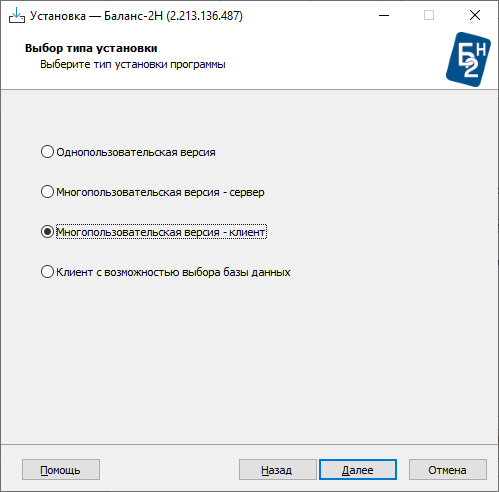 Установка — Баланс-2Н (2.213.136.487)
Выбор типа установки
Выберите тип установки программы
Б2Н
Однопользовательская версия
Многопользовательская версия - сервер
Многопользовательская версия - клиент
Клиент с возможностью выбора базы данных
Помощь
Назад
Далее
Отмена